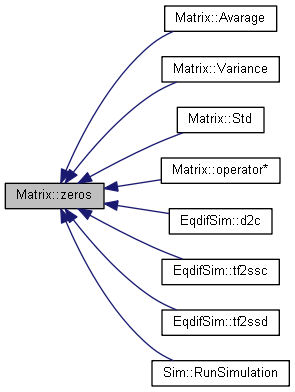 Matrix::Avarage
Matrix::Variance
Matrix::Std
Matrix::operator*
Matrix::zeros
EqdifSim::d2c
EqdifSim::tf2ssc
EqdifSim::tf2ssd
Sim::RunSimulation